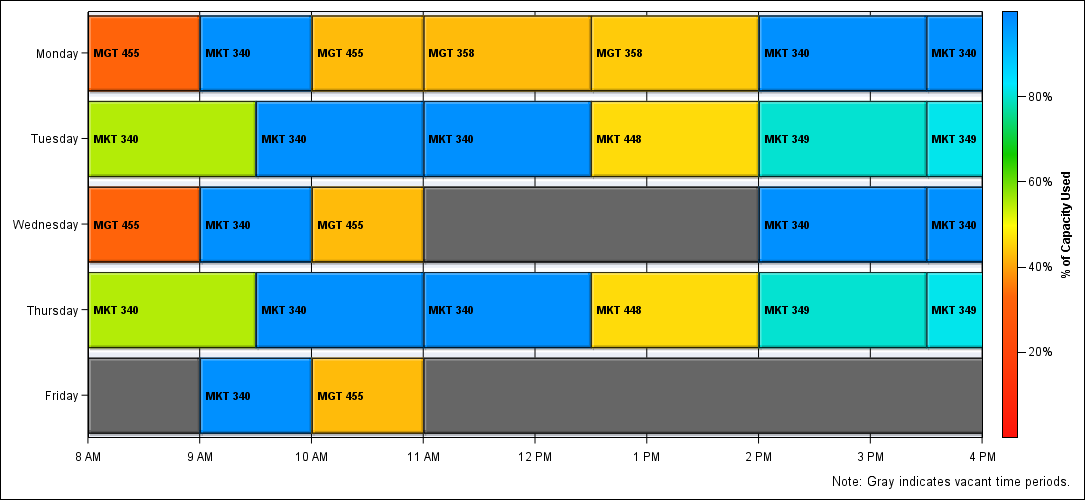 Monday
MGT 455
MKT 340
MGT 455
MGT 358
MGT 358
MKT 340
MKT 340
Tuesday
MKT 340
MKT 340
MKT 340
MKT 448
MKT 349
MKT 349
Wednesday
MGT 455
MKT 340
MGT 455
MKT 340
MKT 340
Thursday
MKT 340
MKT 340
MKT 340
MKT 448
MKT 349
MKT 349
Friday
MKT 340
MGT 455
8 AM
9 AM
10 AM
11 AM
12 PM
1 PM
2 PM
3 PM
4 PM
80%
60%
40%
20%
% of Capacity Used
Note: Gray indicates vacant time periods.